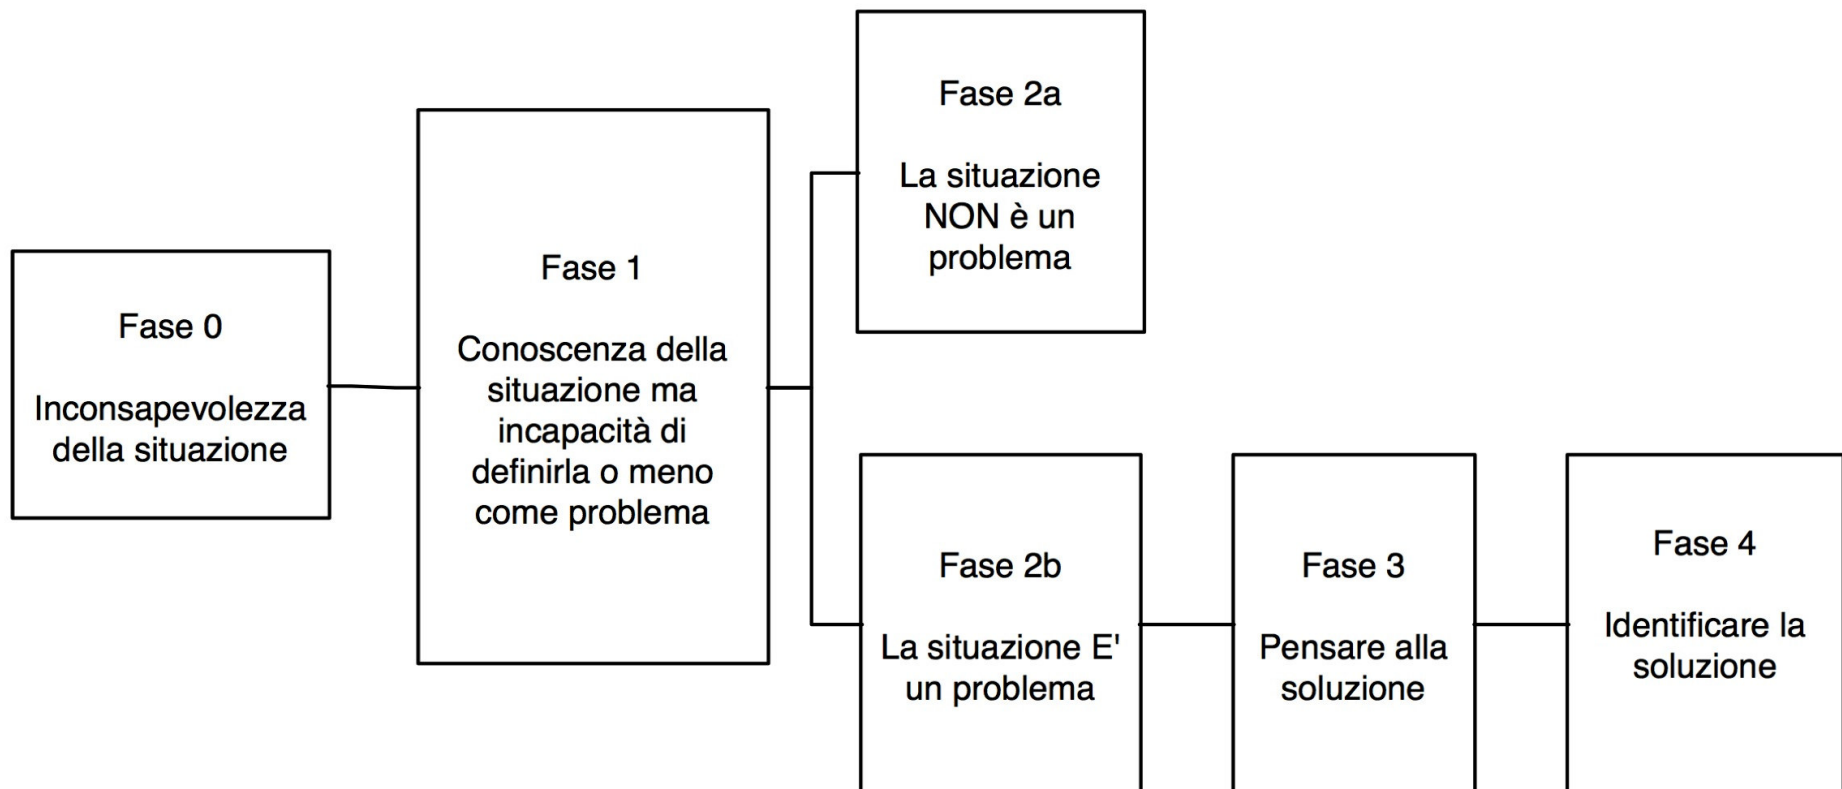 Fase 0
Inconsapevolezza
della situazione
Fase 1
Conoscenza della
situazione ma
incapacità di
definirla o meno
come problema
Fase 2a
La situazione
NON è un
problema
Fase 2b
La situazione E'
un problema
Fase 3
Pensare alla
soluzione
Fase 4
Identificare la
soluzione